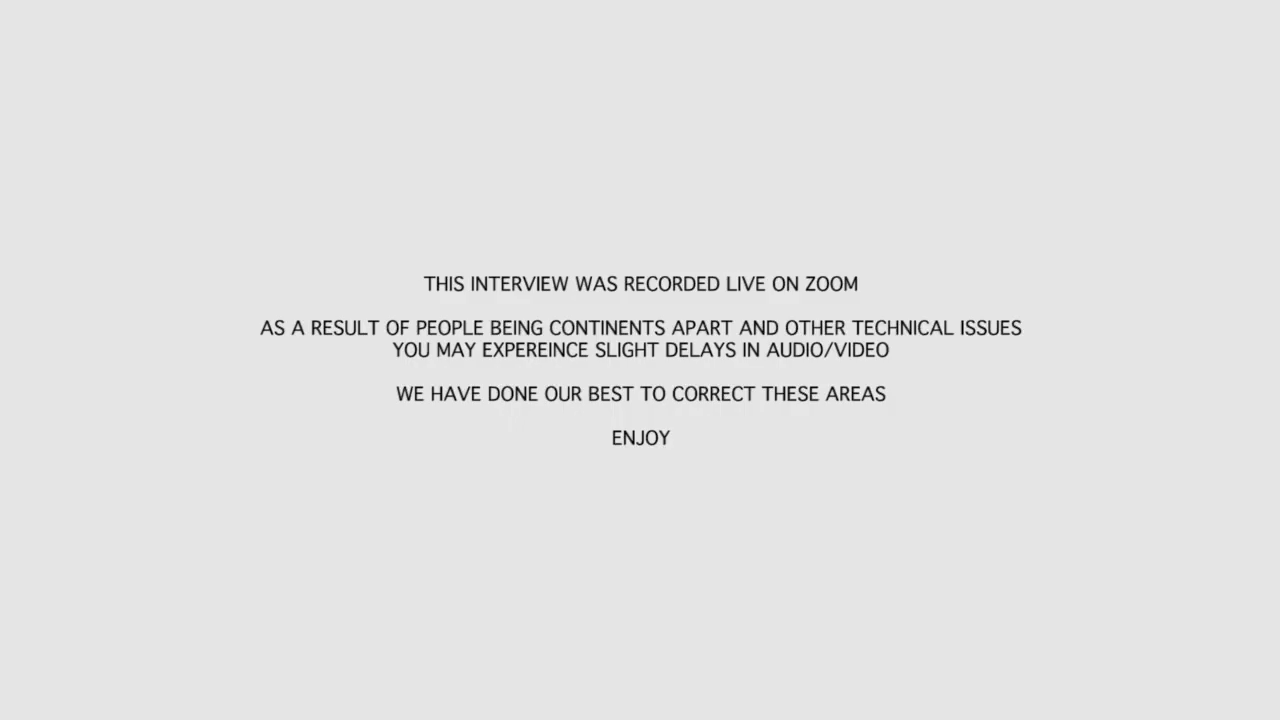 THIS INTERVIEW WAS RECORDED LIVE ON ZOOM
AS A RESULT OF PEOPLE BEING CONTINENTS APART AND OTHER TECHNICAL ISSUES
YOU MAY EXPEREINCE SLIGHT DELAYS IN AUDIO/VIDEO
WE HAVE DONE OUR BEST TO CORRECT THESE AREAS
ENJOY